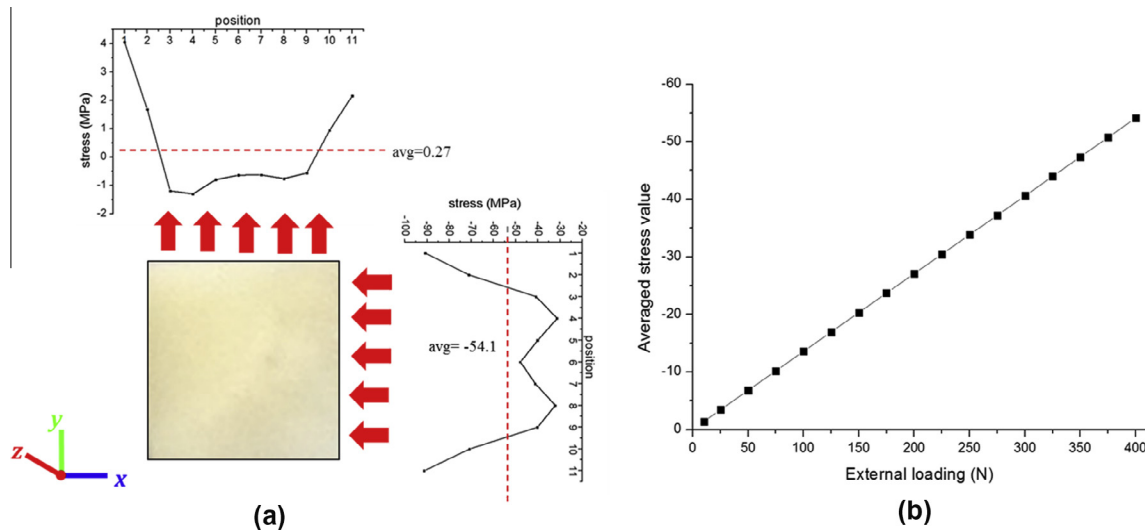 position
1 2 3 4 5 6 7 8 9 10 11
4
3
2
1
0
-1
-2
stress (MPa)
avg=0.27
stress (MPa)
-100 -90 -80 -70 -60 -50 -40 -30 -20
1
2
3
4
5
6
7
8
9
10
11
position
avg= -54.1
y
z
x
(a)
-60
-50
-40
-30
-20
-10
0
Averaged stress value
0 50 100 150 200 250 300 350 400
External loading (N)
(b)